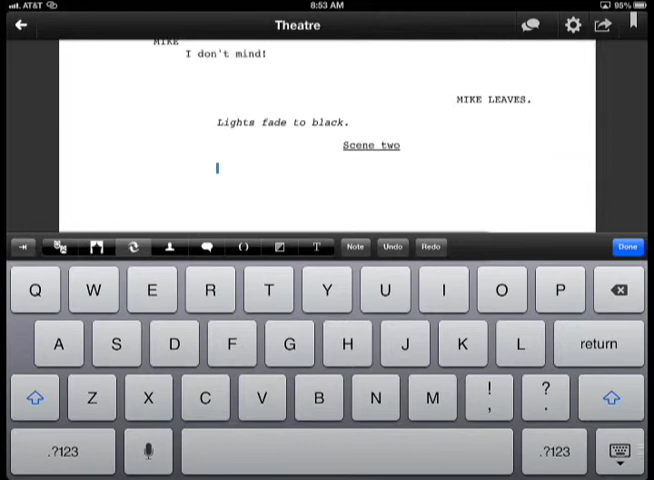 AT&T 8:53 AM 95%
Theatre
MIKE
I don't mind!
MIKE LEAVES.
Lights fade to black.
Scene two
T Note Undo Redo Done
Q W E R T Y U I O P
A S D F G H J K L return
Z X C V B N M ! , ? .
.?123 .?123